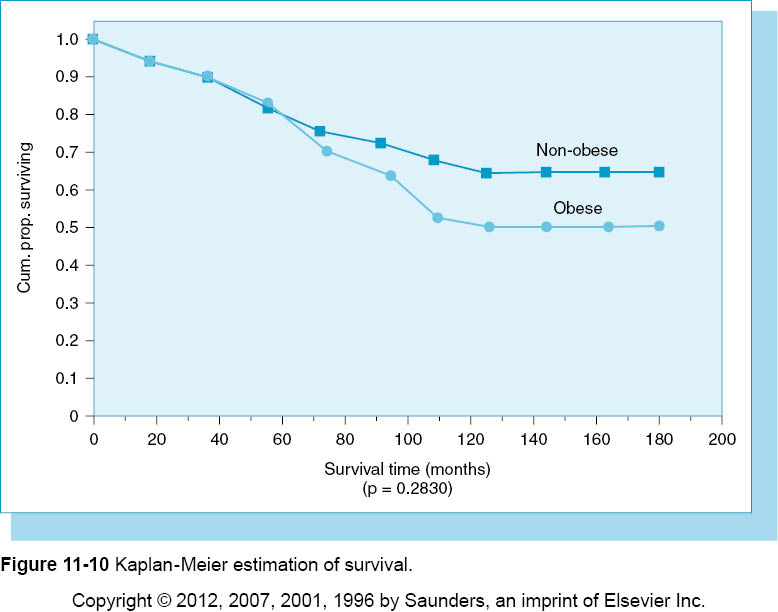 Cum. prop. surviving
1.0
0.9
0.8
0.7
0.6
0.5
0.4
0.3
0.2
0.1
0
Non-obese
Obese
0 20 40 60 80 100 120 140 160 180 200
Survival time (months)
(p = 0.2830)
Figure 11-10 Kaplan-Meier estimation of survival.
Copyright © 2012, 2007, 2001, 1996 by Saunders, an imprint of Elsevier Inc.